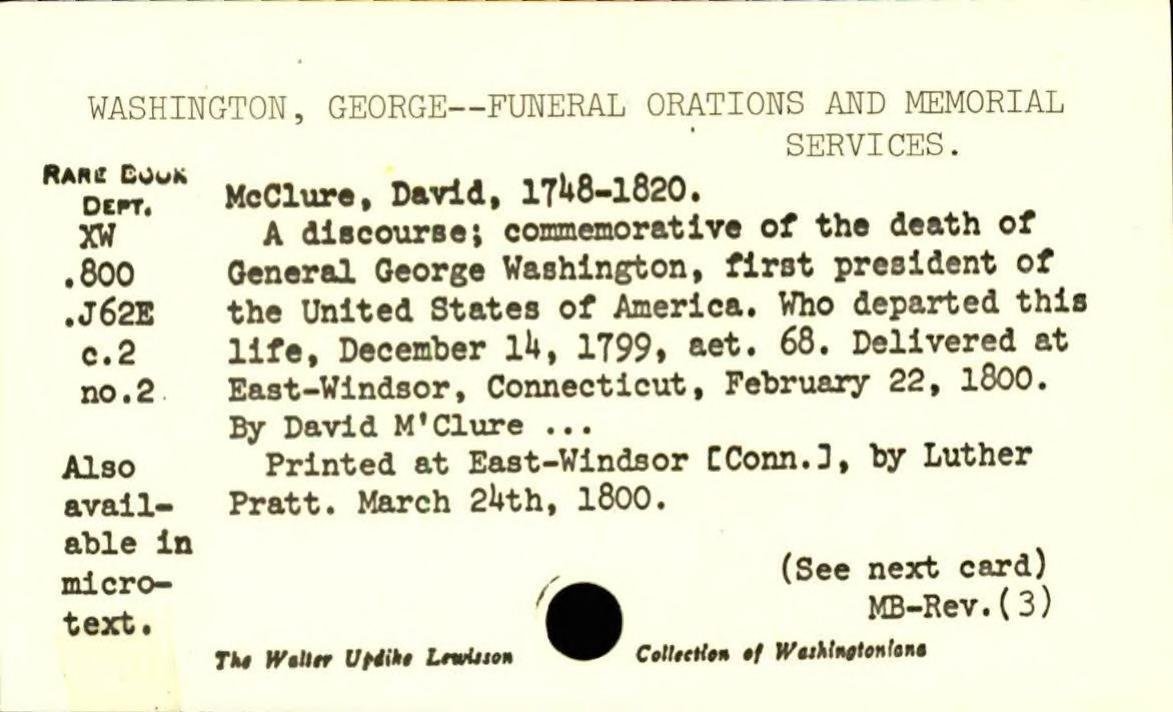 WASHINGTON, GEORGE--FUNERAL ORATIONS AND MEMORIAL
SERVICES.
RARE BOOK
DEPT.
XW
.800
.J62E
c.2
no.2
Also
avail-
able in
micro-
text.
McClure, David, 1748-1820.
A discourse; commemorative of the death of
General George Washington, first president of
the United States of America. Who departed this
life, December 14, 1799, aet. 68. Delivered at
East-Windsor, Connecticut, February 22, 1800.
By David M'Clure ...
Printed at East-Windsor [Conn.], by Luther
Pratt. March 24th, 1800.
(See next card)
MB-Rev.(3)
The Walter Updike Lewisson Collection of Washingtoniana